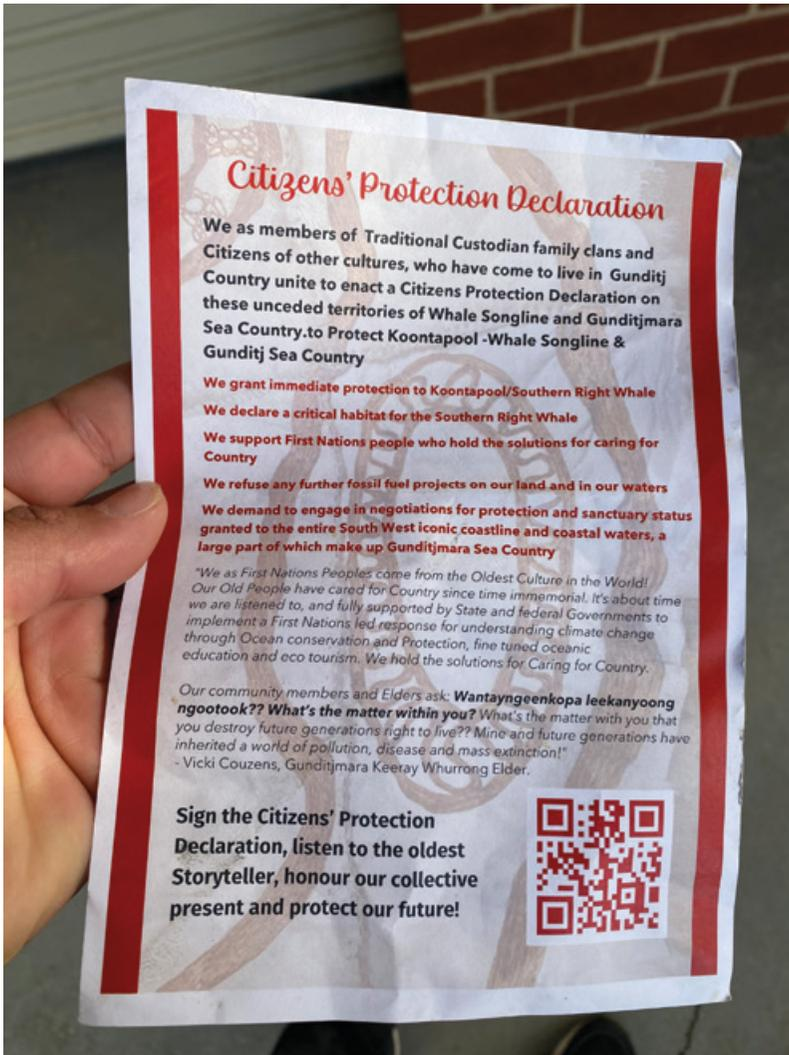 Citizens' Protection Declaration
We as members of Traditional Custodian family clans and
Citizens of other cultures, who have come to live in Gunditj
Country unite to enact a Citizens Protection Declaration on
these unceded territories of Whale Songline and Gunditjmara
Sea Country.to Protect Koontapool -Whale Songline &
Gunditj Sea Country
We grant immediate protection to Koontapool/Southern Right Whale
We declare a critical habitat for the Southern Right Whale
We support First Nations people who hold the solutions for caring for
Country
We refuse any further fossil fuel projects on our land and in our waters
We demand to engage in negotiations for protection and sanctuary status
granted to the entire South West iconic coastline and coastal waters, a
large part of which make up Gunditjmara Sea Country
"We as First Nations Peoples come from the Oldest Culture in the World!
Our Old People have cared for Country since time immemorial. It's about time
we are listened to, and fully supported by State and federal Governments to
implement a First Nations led response for understanding climate change
through Ocean conservation and Protection, fine tuned oceanic
education and eco tourism. We hold the solutions for Caring for Country.
Our community members and Elders ask: Wantayngeenkopa leekanyoong
ngootook?? What's the matter within you? What's the matter with you that
you destroy future generations right to live?? Mine and future generations have
inherited a world of pollution, disease and mass extinction!"
- Vicki Couzens, Gunditjmara Keeray Whurrong Elder.
Sign the Citizens' Protection
Declaration, listen to the oldest
Storyteller, honour our collective
present and protect our future!